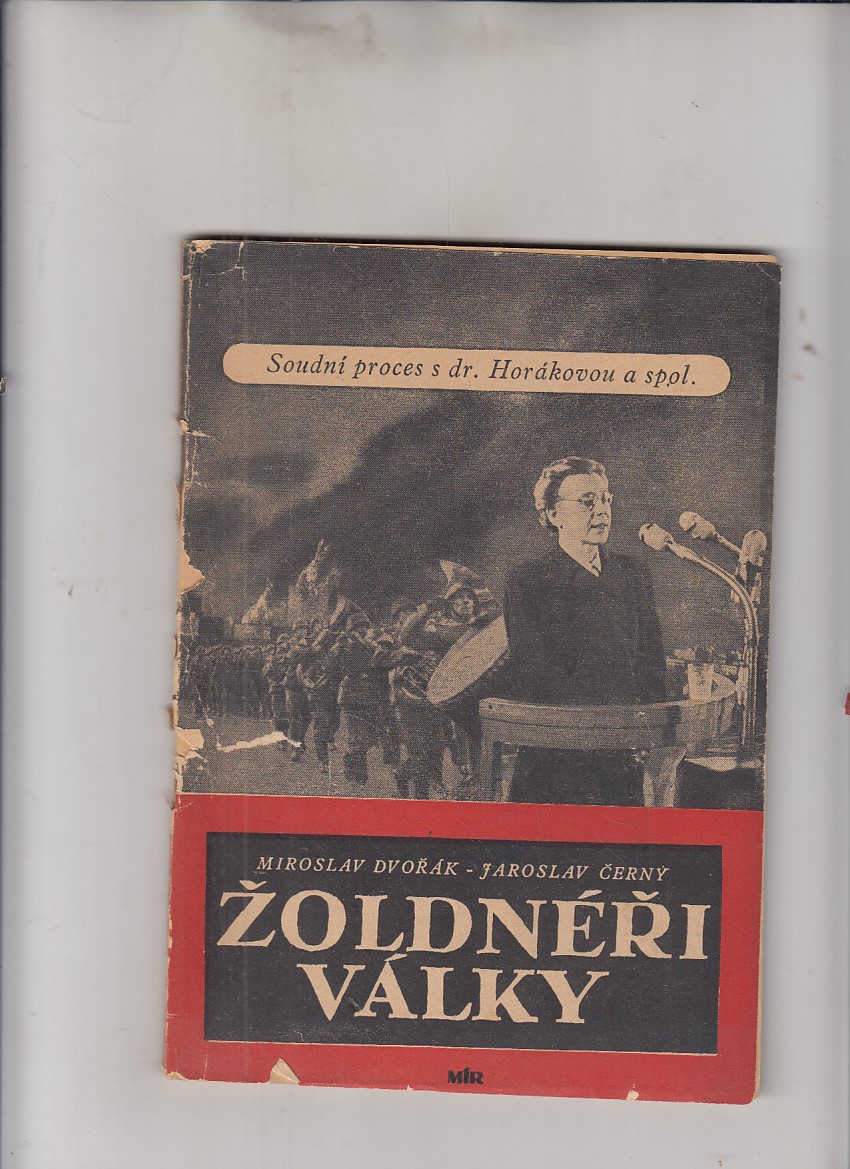 Soudní proces s dr. Horákovou a spol.
MIROSLAV DVOŘÁK - JAROSLAV ČERNÝ
ŽOLDNÉŘI
VÁLKY
MÍR